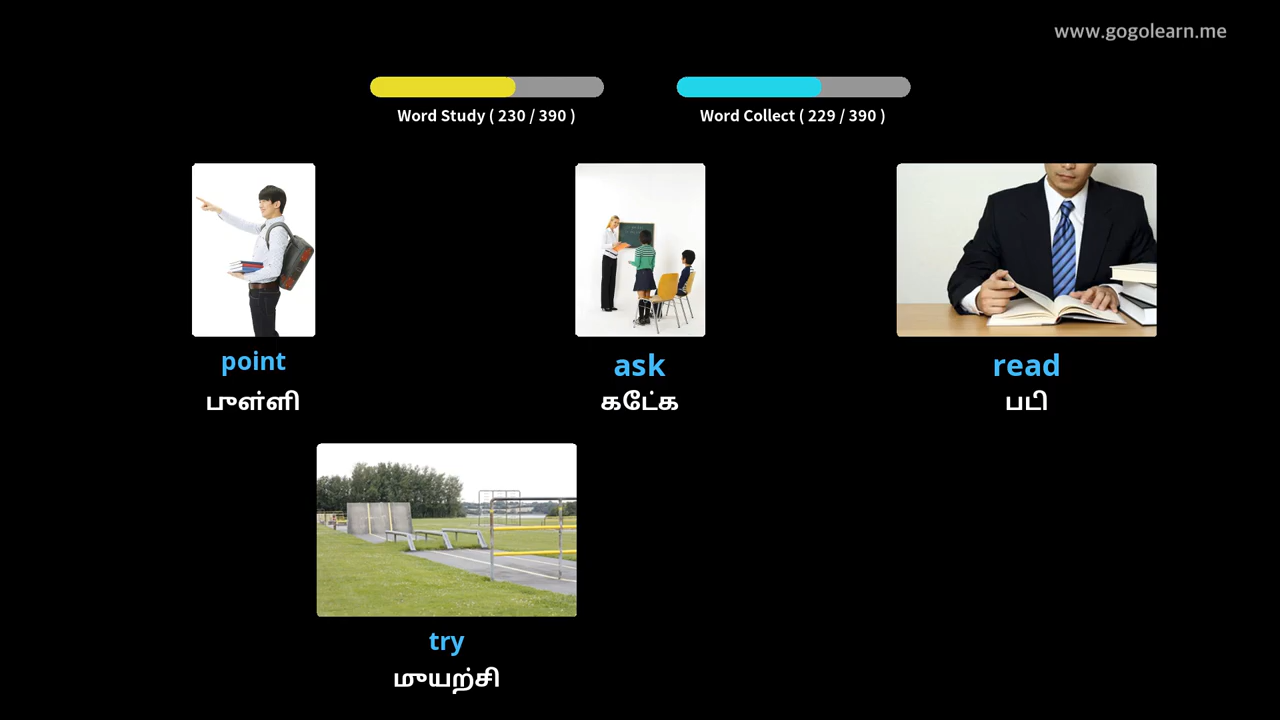 www.gogolearn.me
Word Study ( 230 / 390 )
Word Collect ( 229 / 390 )
point
ask
read
புள்ளி
கேட்க
படி
try
முயற்சி